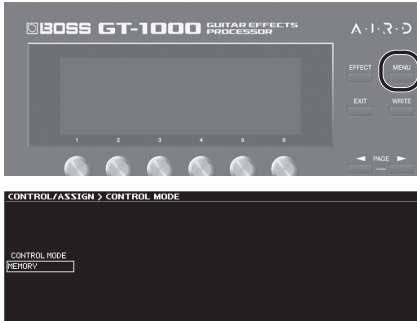 BOSS GT-1000 GUITAR EFFECTS PROCESSOR
A·I·R·D
EFFECT MENU
EXIT WRITE
1 2 3 4 5 6
◄ PAGE ►
CONTROL/ASSIGN > CONTROL MODE
CONTROL MODE
MEMORY